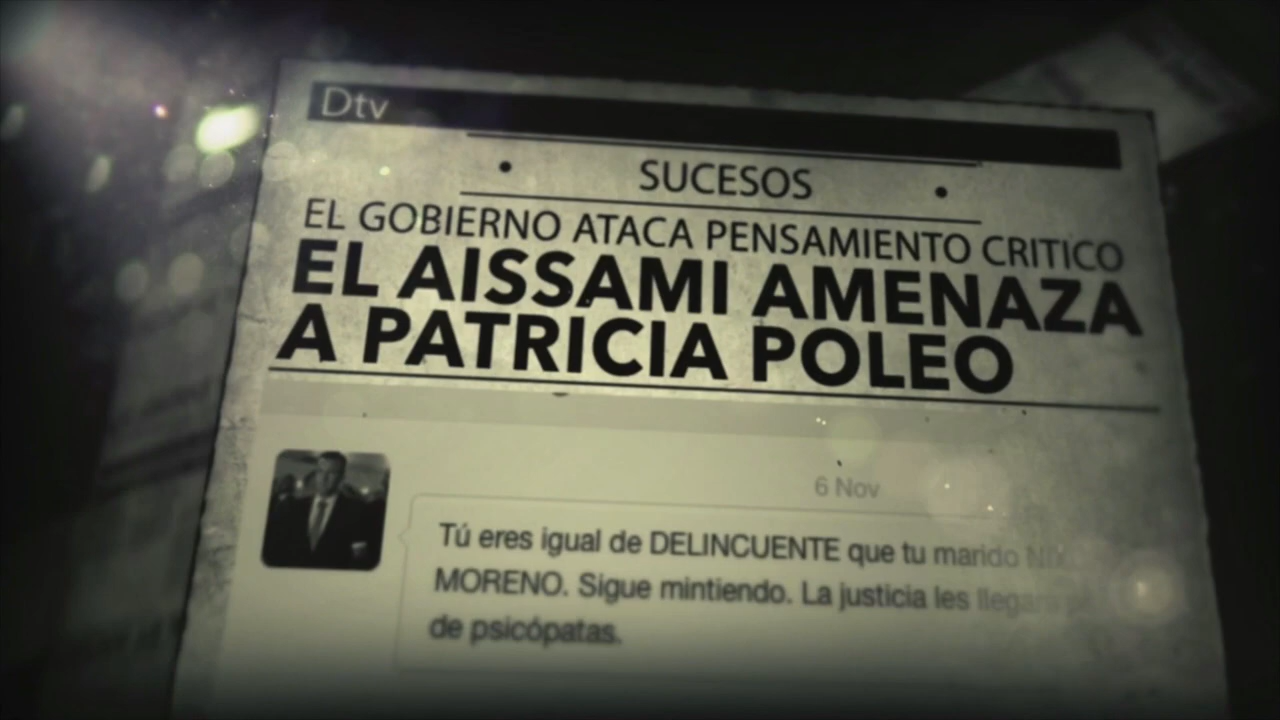 Dtv
SUCESOS
EL GOBIERNO ATACA PENSAMIENTO CRITICO
EL AISSAMI AMENAZA
A PATRICIA POLEO
6 Nov
Tú eres igual de DELINCUENTE que tu marido
MORENO. Sigue mintiendo. La justicia les
de psicópatas.